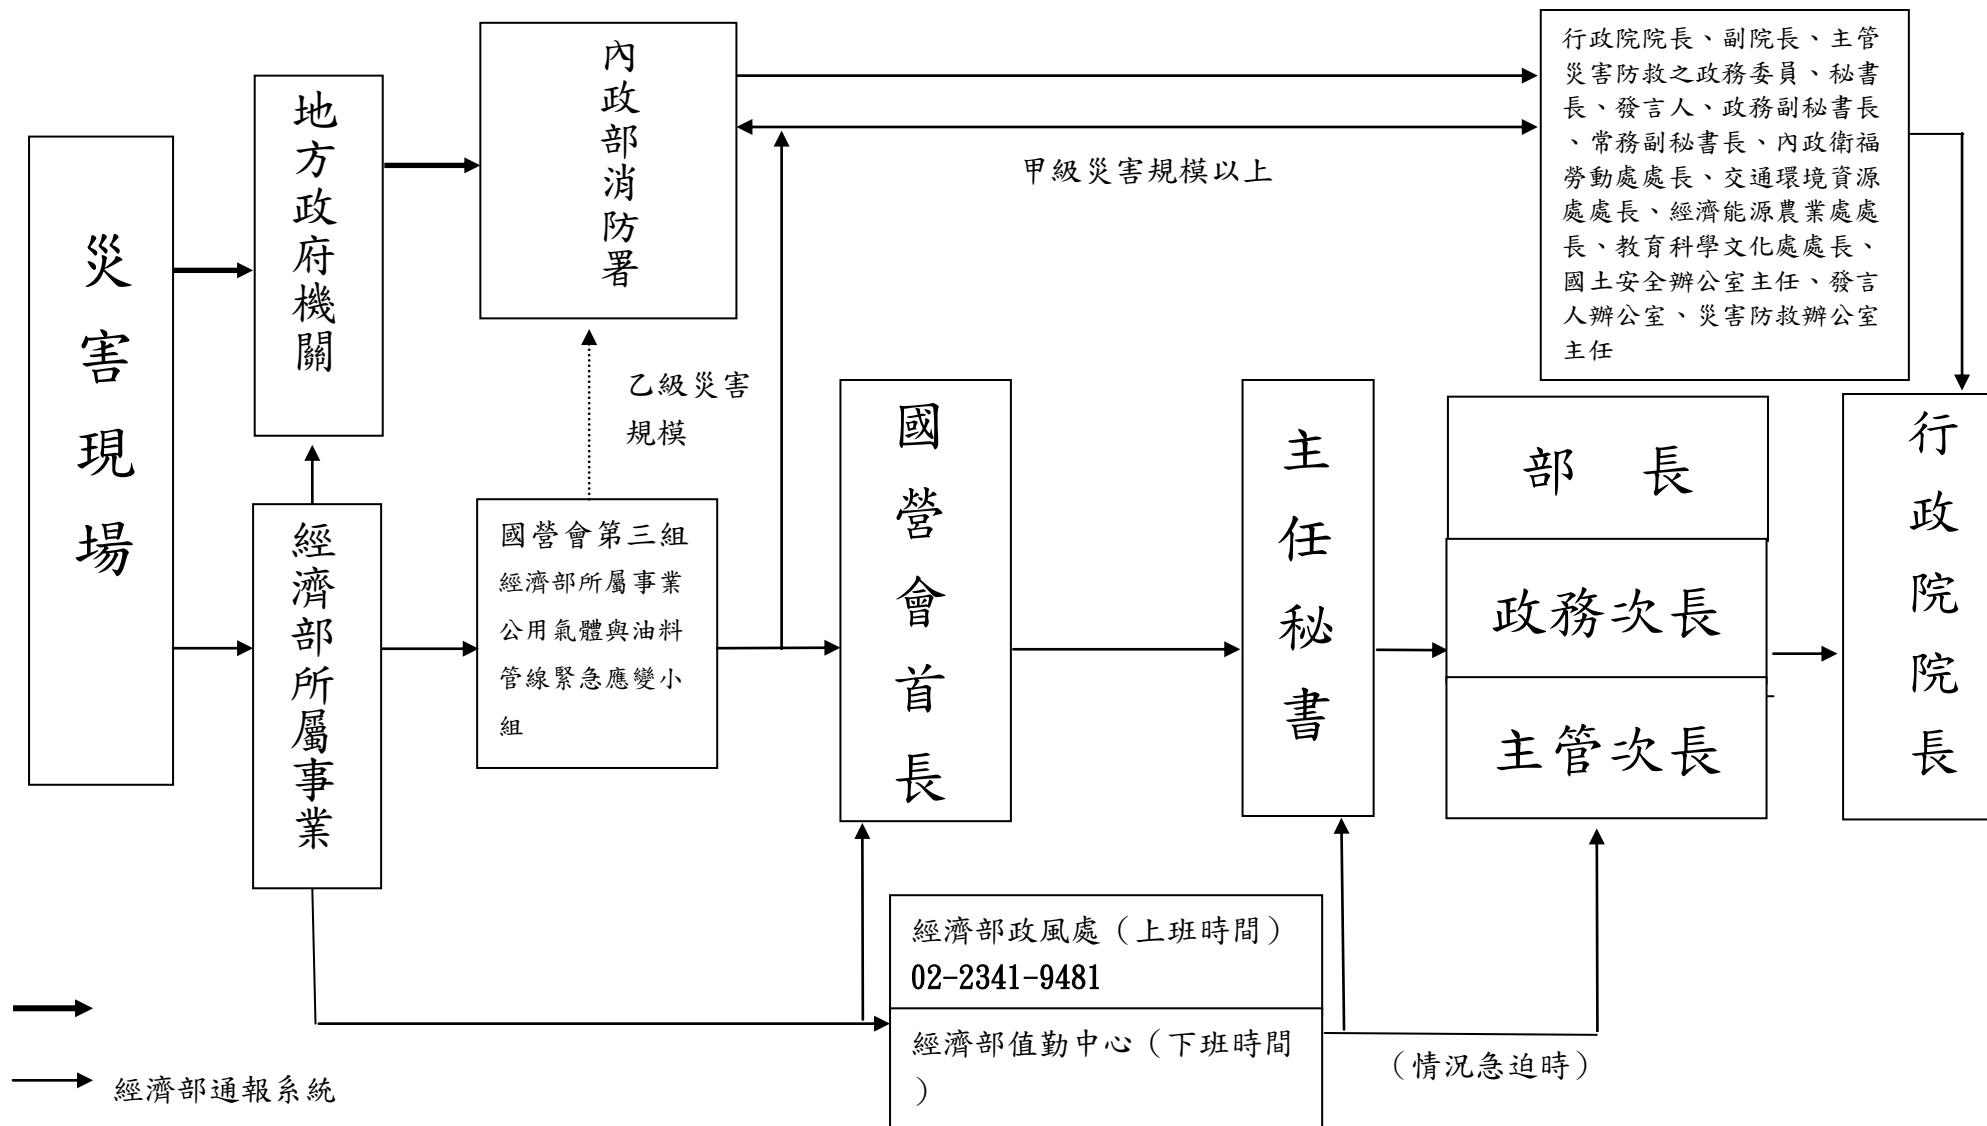 災害現場
地方政府機關
內政部消防署
行政院院長、副院長、主管
災害防救之政務委員、秘書
長、發言人、政務副秘書長
、常務副秘書長、內政衛福
勞動處處長、交通環境資源
處處長、經濟能源農業處處
長、教育科學文化處處長、
國土安全辦公室主任、發言
人辦公室、災害防救辦公室
主任
甲級災害規模以上
乙級災害
規模
經濟部所屬事業
國營會第三組
經濟部所屬事業
公用氣體與油料
管線緊急應變小
組
國營會首長
主任秘書
部 長
政務次長
主管次長
行政院院長
經濟部政風處（上班時間）
02-2341-9481
經濟部值勤中心（下班時間
）
（情況急迫時）
經濟部通報系統